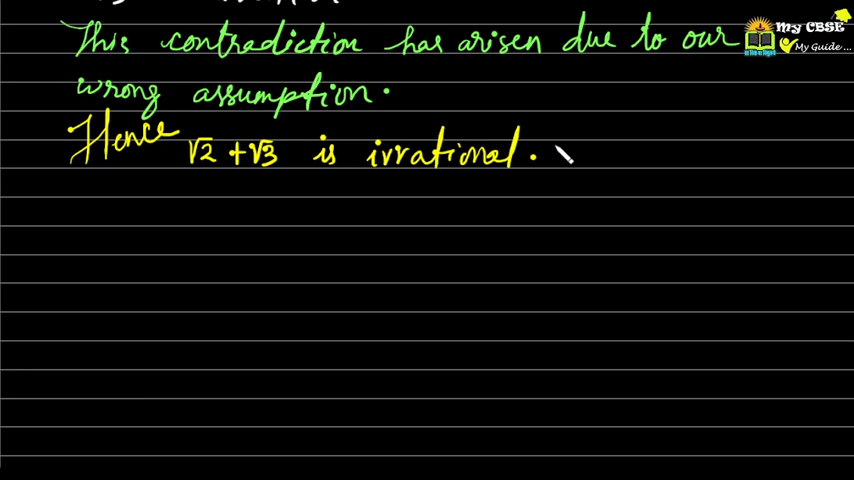 This contradiction has arisen due to our
wrong assumption.
Hence √2 + √3 is irrational.
My CBSE
My Guide ...